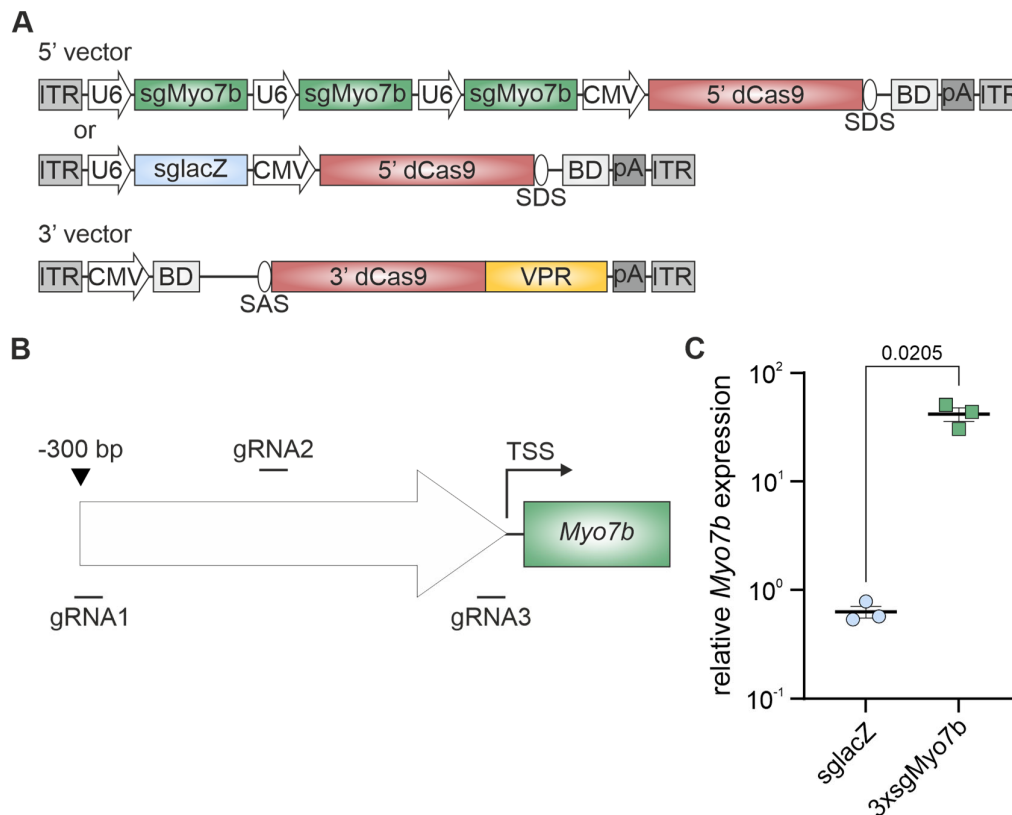 A
5’ vector
ITR U6 sgMyo7b U6 sgMyo7b U6 sgMyo7b CMV 5’ dCas9 BD pA ITR
SDS
or
ITR U6 sglacZ CMV 5’ dCas9 BD pA ITR
SDS
3’ vector
ITR CMV BD 3’ dCas9 VPR pA ITR
SAS
B
-300 bp gRNA2 TSS
Myo7b
gRNA1 gRNA3
C
0.0205
relative Myo7b expression
10²
10¹
10⁰
10⁻¹
sglacZ
3xsgMyo7b